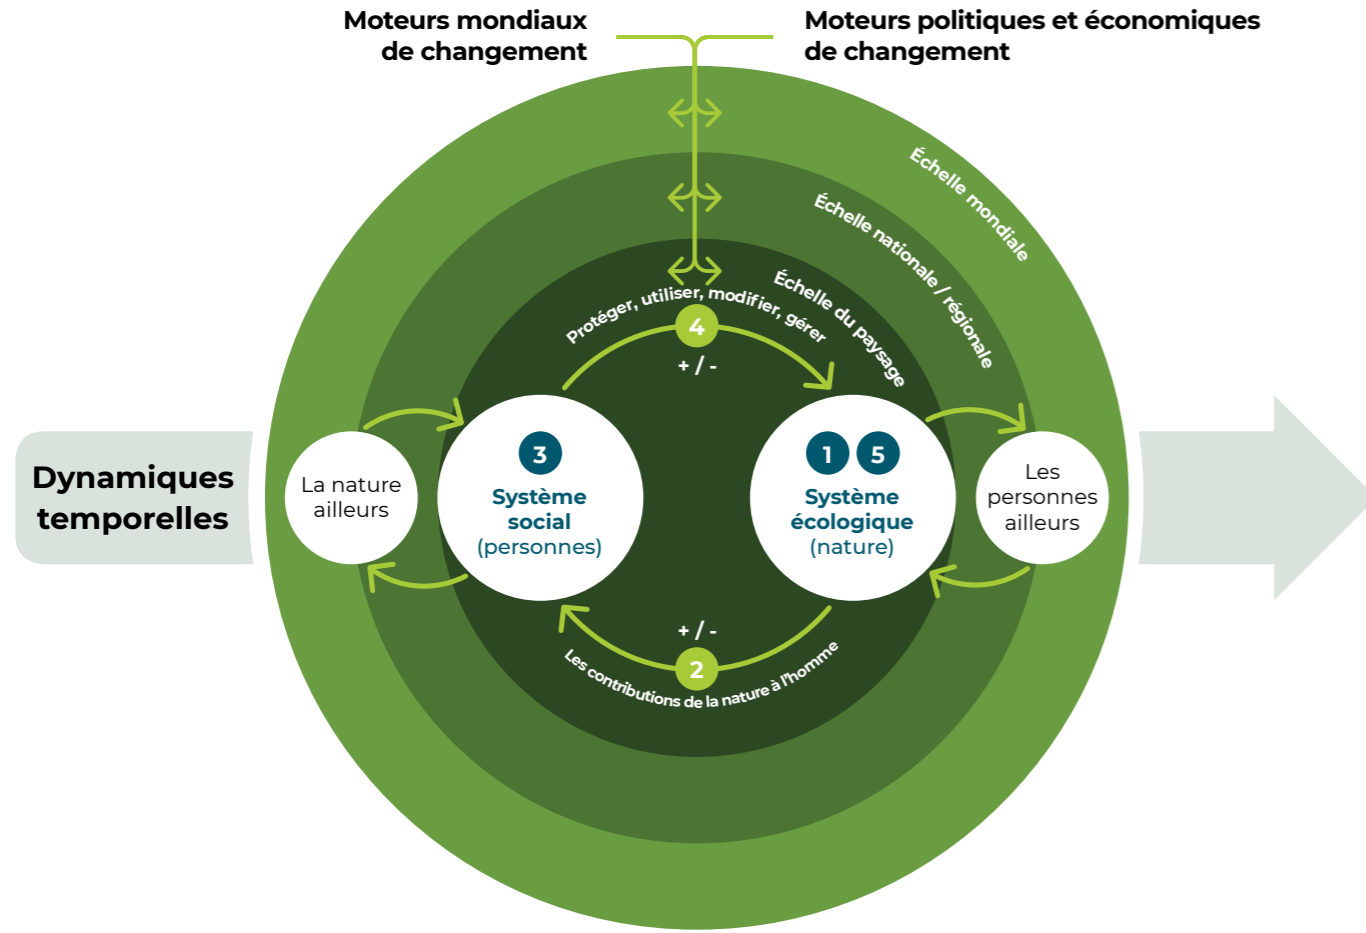 Moteurs mondiaux
de changement
Moteurs politiques et économiques
de changement
Échelle mondiale
Échelle nationale / régionale
Échelle du paysage
Protéger, utiliser, modifier, gérer
4
+ / -
Dynamiques
temporelles
La nature
ailleurs
3
Système
social
(personnes)
1 5
Système
écologique
(nature)
Les
personnes
ailleurs
+ / -
2
Les contributions de la nature à l'homme